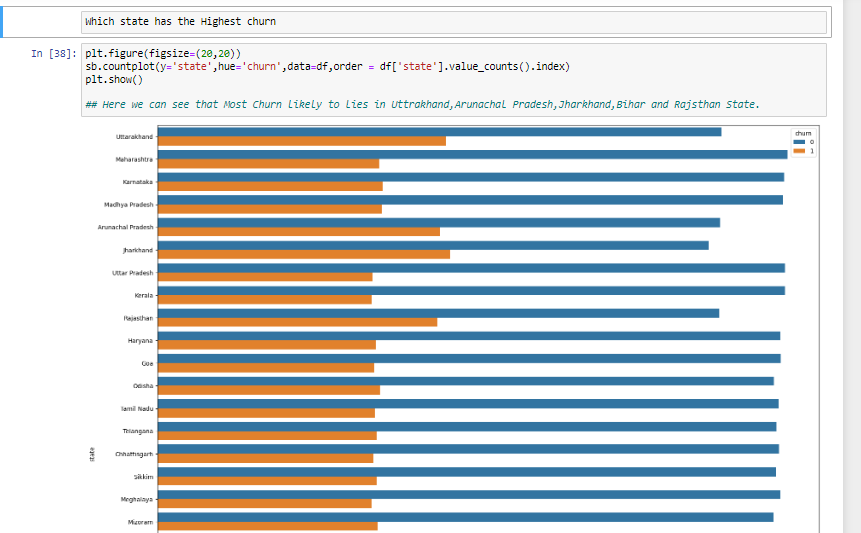 Which state has the Highest churn
In [38]: plt.figure(figsize=(20,20))
sb.countplot(y='state',hue='churn',data=df,order = df['state'].value_counts().index)
plt.show()
## Here we can see that Most Churn Likely to Lies in Uttrakhand,Arunachal Pradesh,Jharkhand,Bihar and Rajsthan State.
churn
0
1
Uttarakhand
Maharashtra
Karnataka
Madhya Pradesh
Arunachal Pradesh
Jharkhand
Uttar Pradesh
Kerala
Rajasthan
Haryana
Goa
Odisha
Tamil Nadu
Telangana
Chhattisgarh
Sikkim
Meghalaya
Mizoram
state